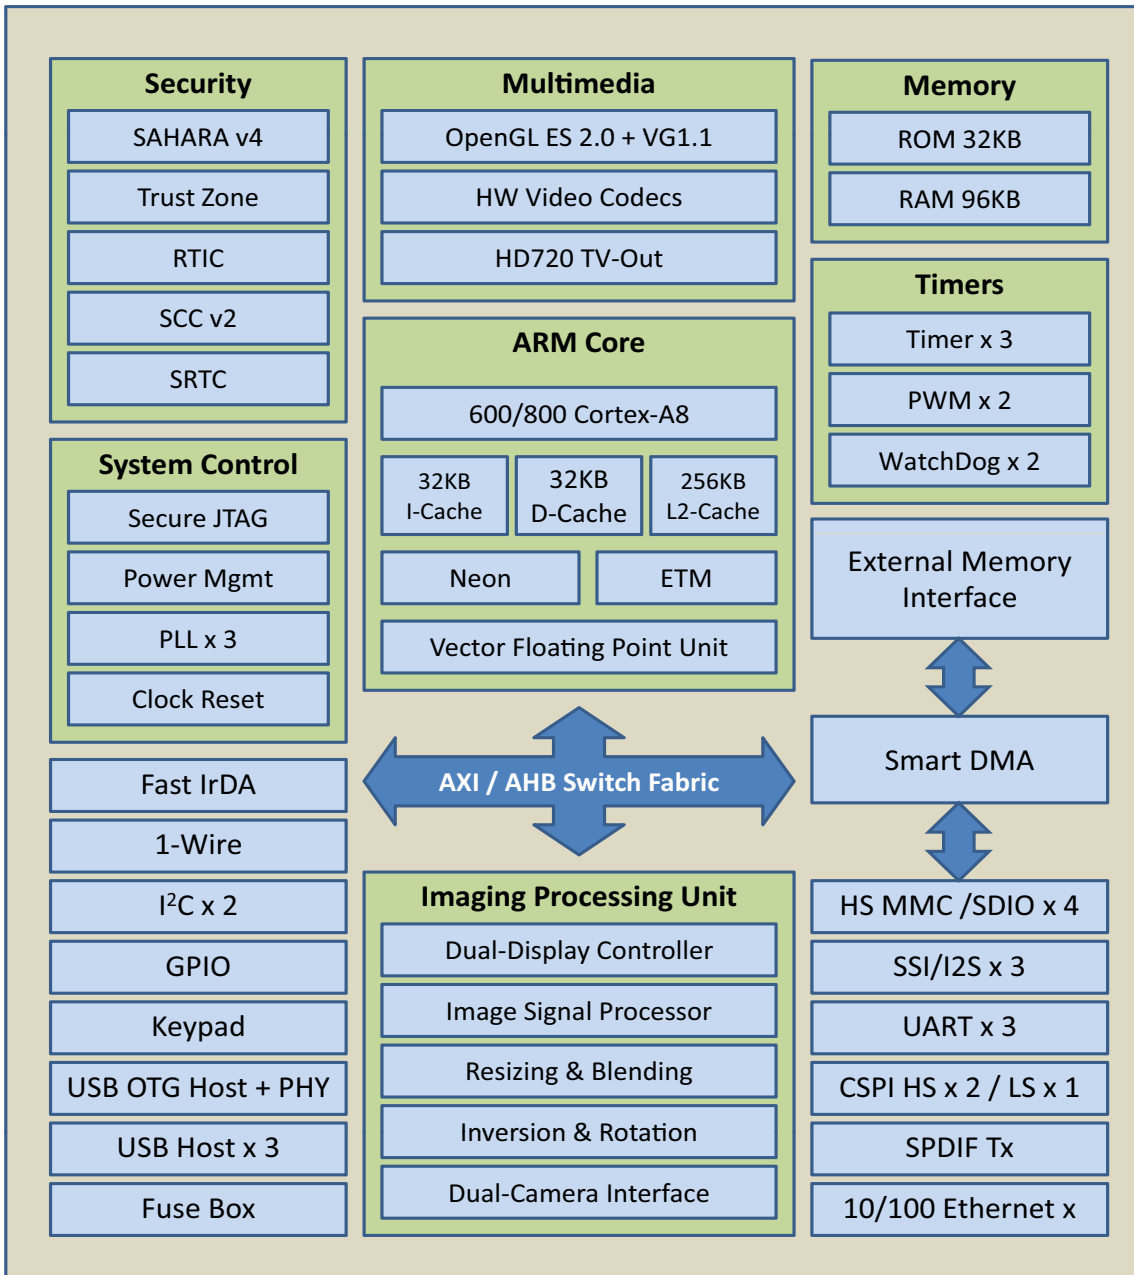 Security
SAHARA v4
Trust Zone
RTIC
SCC v2
SRTC
System Control
Secure JTAG
Power Mgmt
PLL x 3
Clock Reset
Fast IrDA
1-Wire
I²C x 2
GPIO
Keypad
USB OTG Host + PHY
USB Host x 3
Fuse Box
Multimedia
OpenGL ES 2.0 + VG1.1
HW Video Codecs
HD720 TV-Out
ARM Core
600/800 Cortex-A8
32KB
I-Cache
32KB
D-Cache
256KB
L2-Cache
Neon
ETM
Vector Floating Point Unit
AXI / AHB Switch Fabric
Imaging Processing Unit
Dual-Display Controller
Image Signal Processor
Resizing & Blending
Inversion & Rotation
Dual-Camera Interface
Memory
ROM 32KB
RAM 96KB
Timers
Timer x 3
PWM x 2
WatchDog x 2
External Memory
Interface
Smart DMA
HS MMC /SDIO x 4
SSI/I2S x 3
UART x 3
CSPI HS x 2 / LS x 1
SPDIF Tx
10/100 Ethernet x